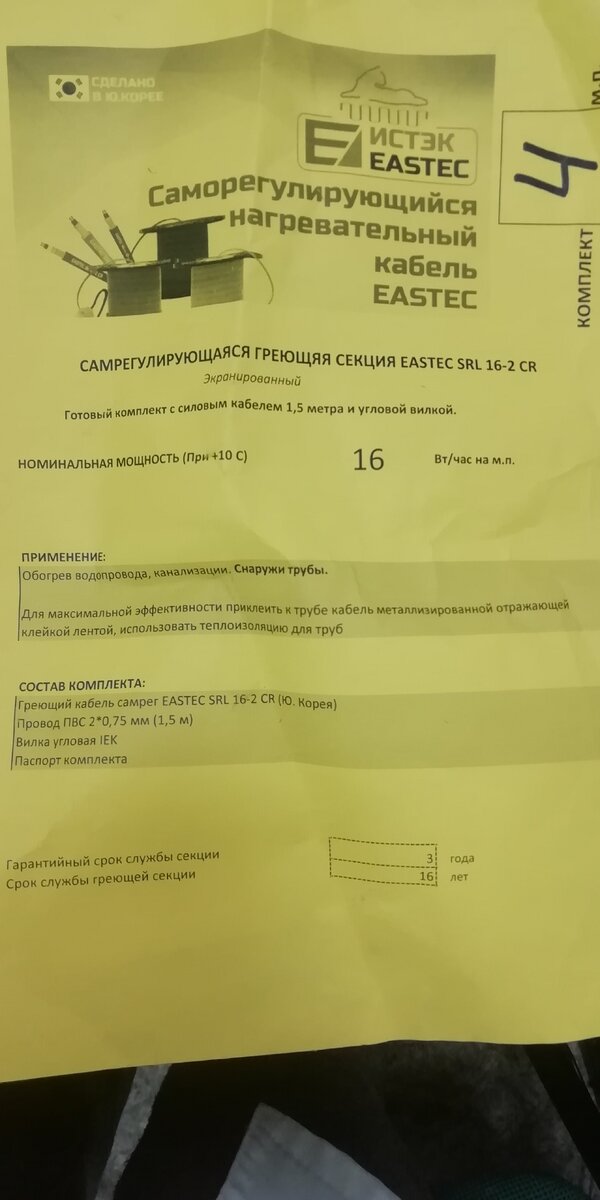 СДЕЛАНО
В Ю.КОРЕЕ
ИСТЭК
EASTEC
Саморегулирующийся
нагревательный
кабель
EASTEC
4
КОМПЛЕКТ
м.п.
САМРЕГУЛИРУЮЩАЯСЯ ГРЕЮЩЯЯ СЕКЦИЯ EASTEC SRL 16-2 CR
Экранированный
Готовый комплект с силовым кабелем 1,5 метра и угловой вилкой.
НОМИНАЛЬНАЯ МОЩНОСТЬ (При +10 С) 16 Вт/час на м.п.
ПРИМЕНЕНИЕ:
Обогрев водопровода, канализации. Снаружи трубы.
Для максимальной эффективности приклеить к трубе кабель металлизированной отражающей
клейкой лентой, использовать теплоизоляцию для труб
СОСТАВ КОМПЛЕКТА:
Греющий кабель самрег EASTEC SRL 16-2 CR (Ю. Корея)
Провод ПВС 2*0,75 мм (1,5 м)
Вилка угловая IEK
Паспорт комплекта
Гарантийный срок службы секции 3 года
Срок службы греющей секции 16 лет